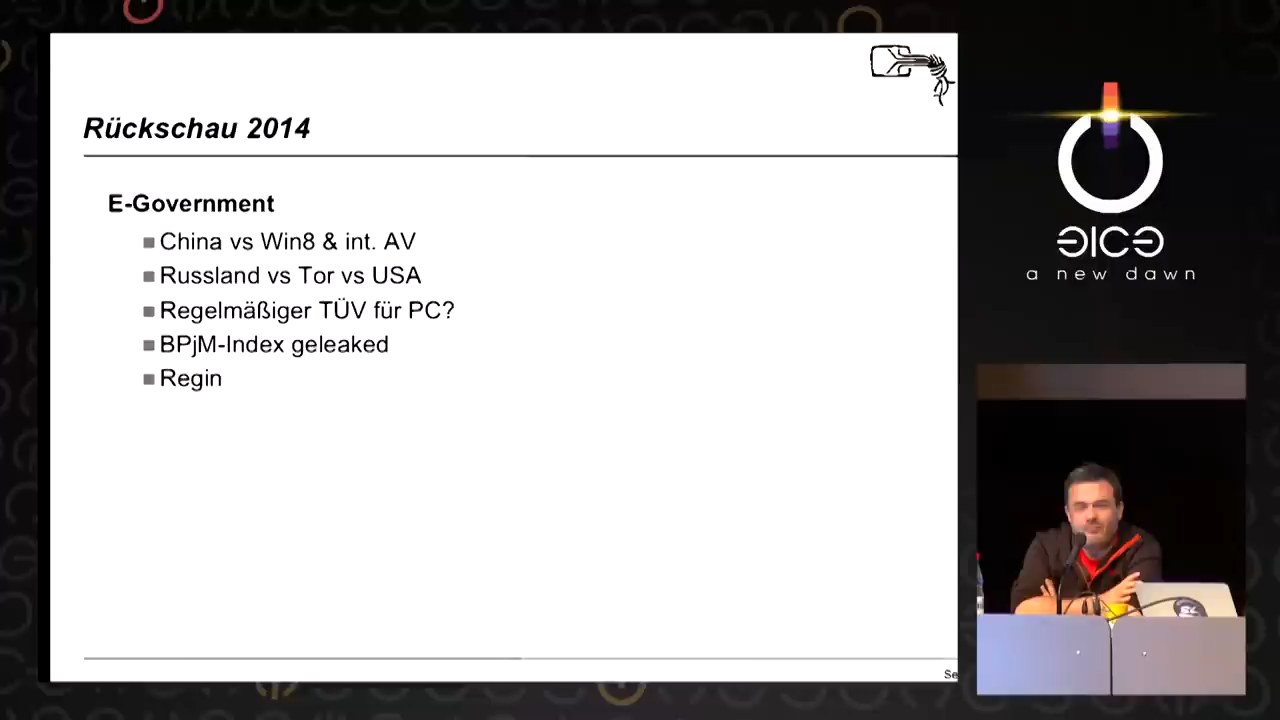 Rückschau 2014
E-Government
China vs Win8 & int. AV
Russland vs Tor vs USA
Regelmäßiger TÜV für PC?
BPjM-Index geleaked
Regin
Se
a new dawn